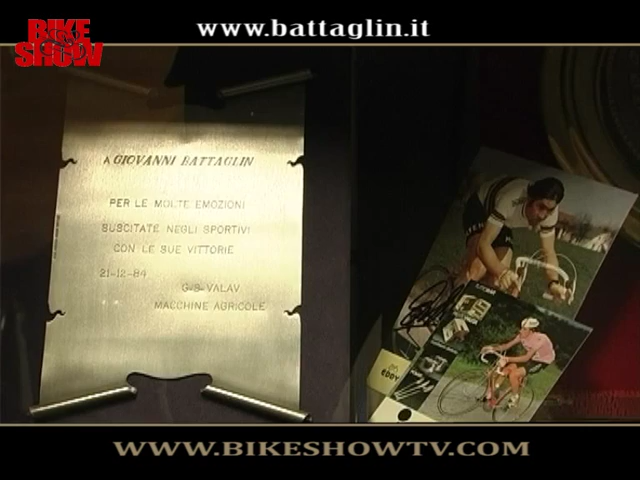 www.battaglin.it
BIKE
SHOW
A GIOVANNI BATTAGLIN
PER LE MOLTE EMOZIONI
SUSCITATE NEGLI SPORTIVI
CON LE SUE VITTORIE
21-12-84
G·S·VALAV
MACCHINE AGRICOLE
EDDY
WWW.BIKESHOWTV.COM